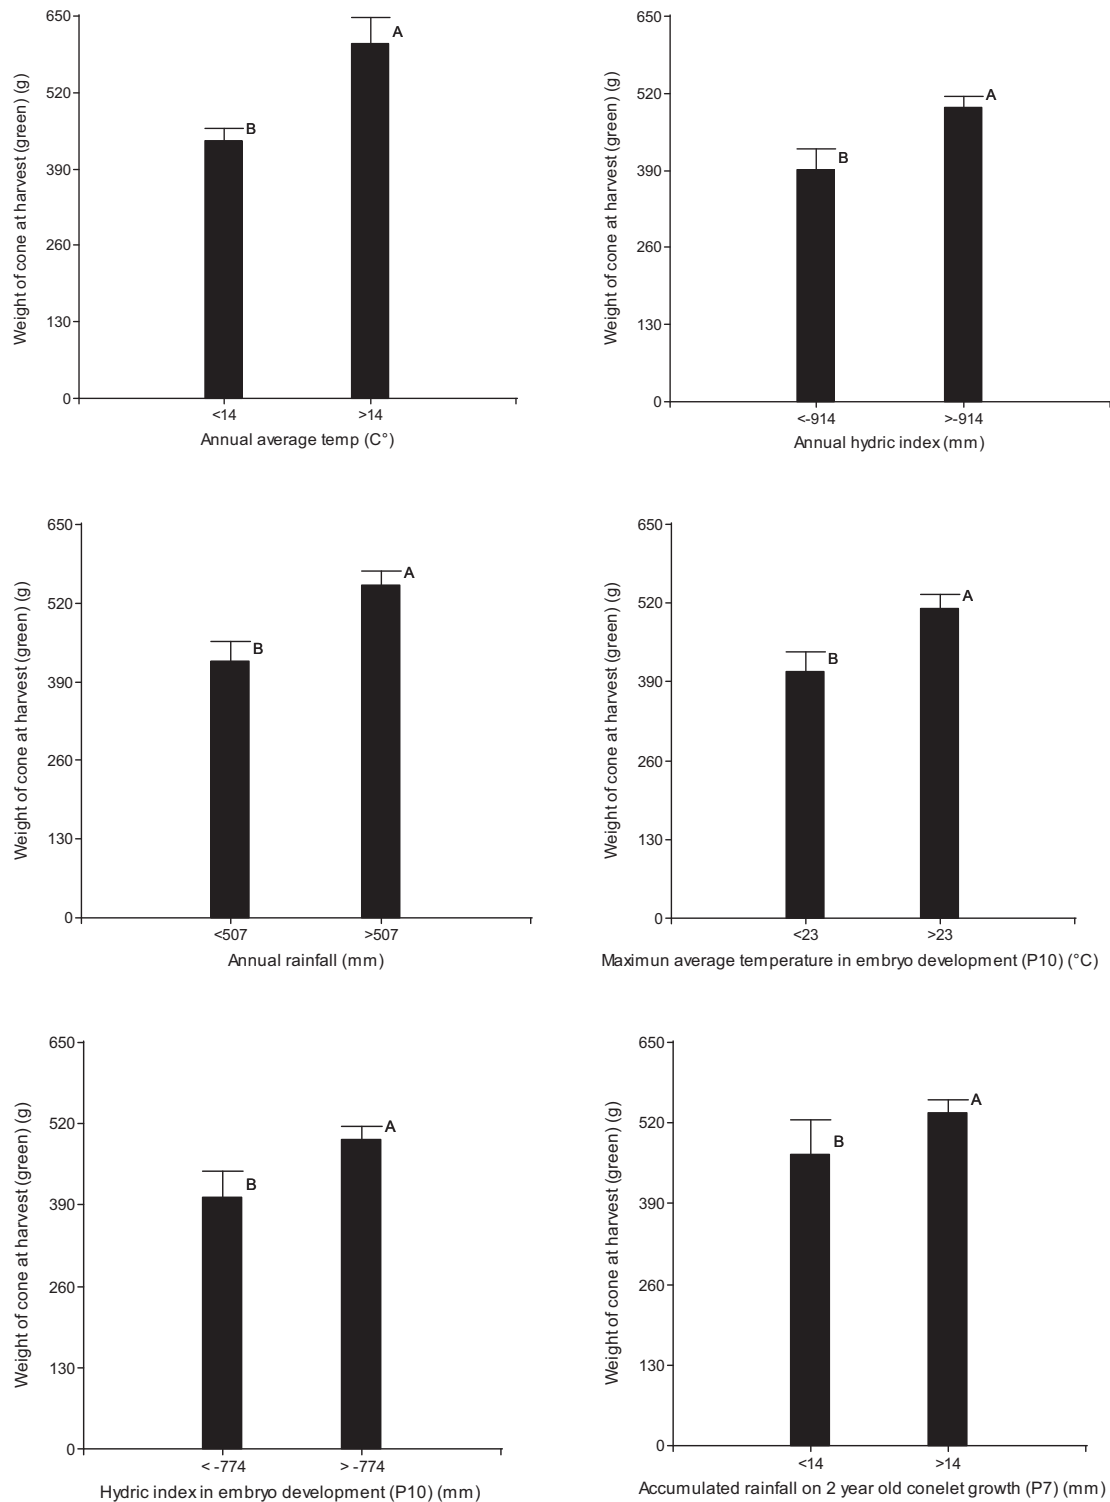 650
520
390
260
130
0
Weight of cone at harvest (green) (g)
B
A
<14
>14
Annual average temp (C°)
650
520
390
260
130
0
Weight of cone at harvest (green) (g)
B
A
<-914
>-914
Annual hydric index (mm)
650
520
390
260
130
0
Weight of cone at harvest (green) (g)
B
A
<507
>507
Annual rainfall (mm)
650
520
390
260
130
0
Weight of cone at harvest (green) (g)
B
A
<23
>23
Maximun average temperature in embryo development (P10) (°C)
650
520
390
260
130
0
Weight of cone at harvest (green) (g)
B
A
< -774
> -774
Hydric index in embryo development (P10) (mm)
650
520
390
260
130
0
Weight of cone at harvest (green) (g)
B
A
<14
>14
Accumulated rainfall on 2 year old conelet growth (P7) (mm)